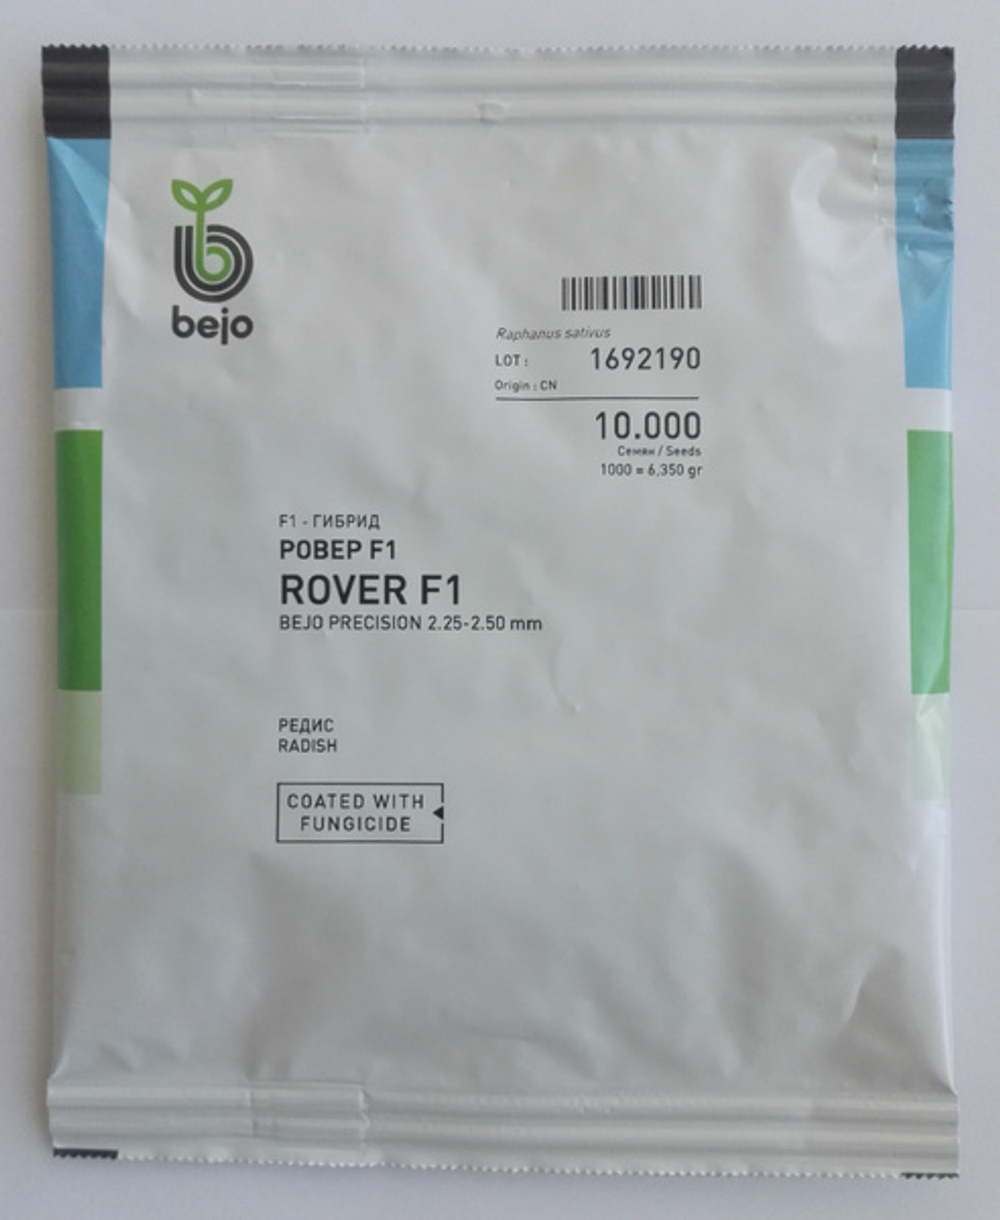 bejo
Raphanus sativus
LOT : 1692190
Origin : CN
10.000
Семян / Seeds
1000 = 6,350 gr
F1 - ГИБРИД
РОВЕР F1
ROVER F1
BEJO PRECISION 2.25-2.50 mm
РЕДИС
RADISH
COATED WITH
FUNGICIDE